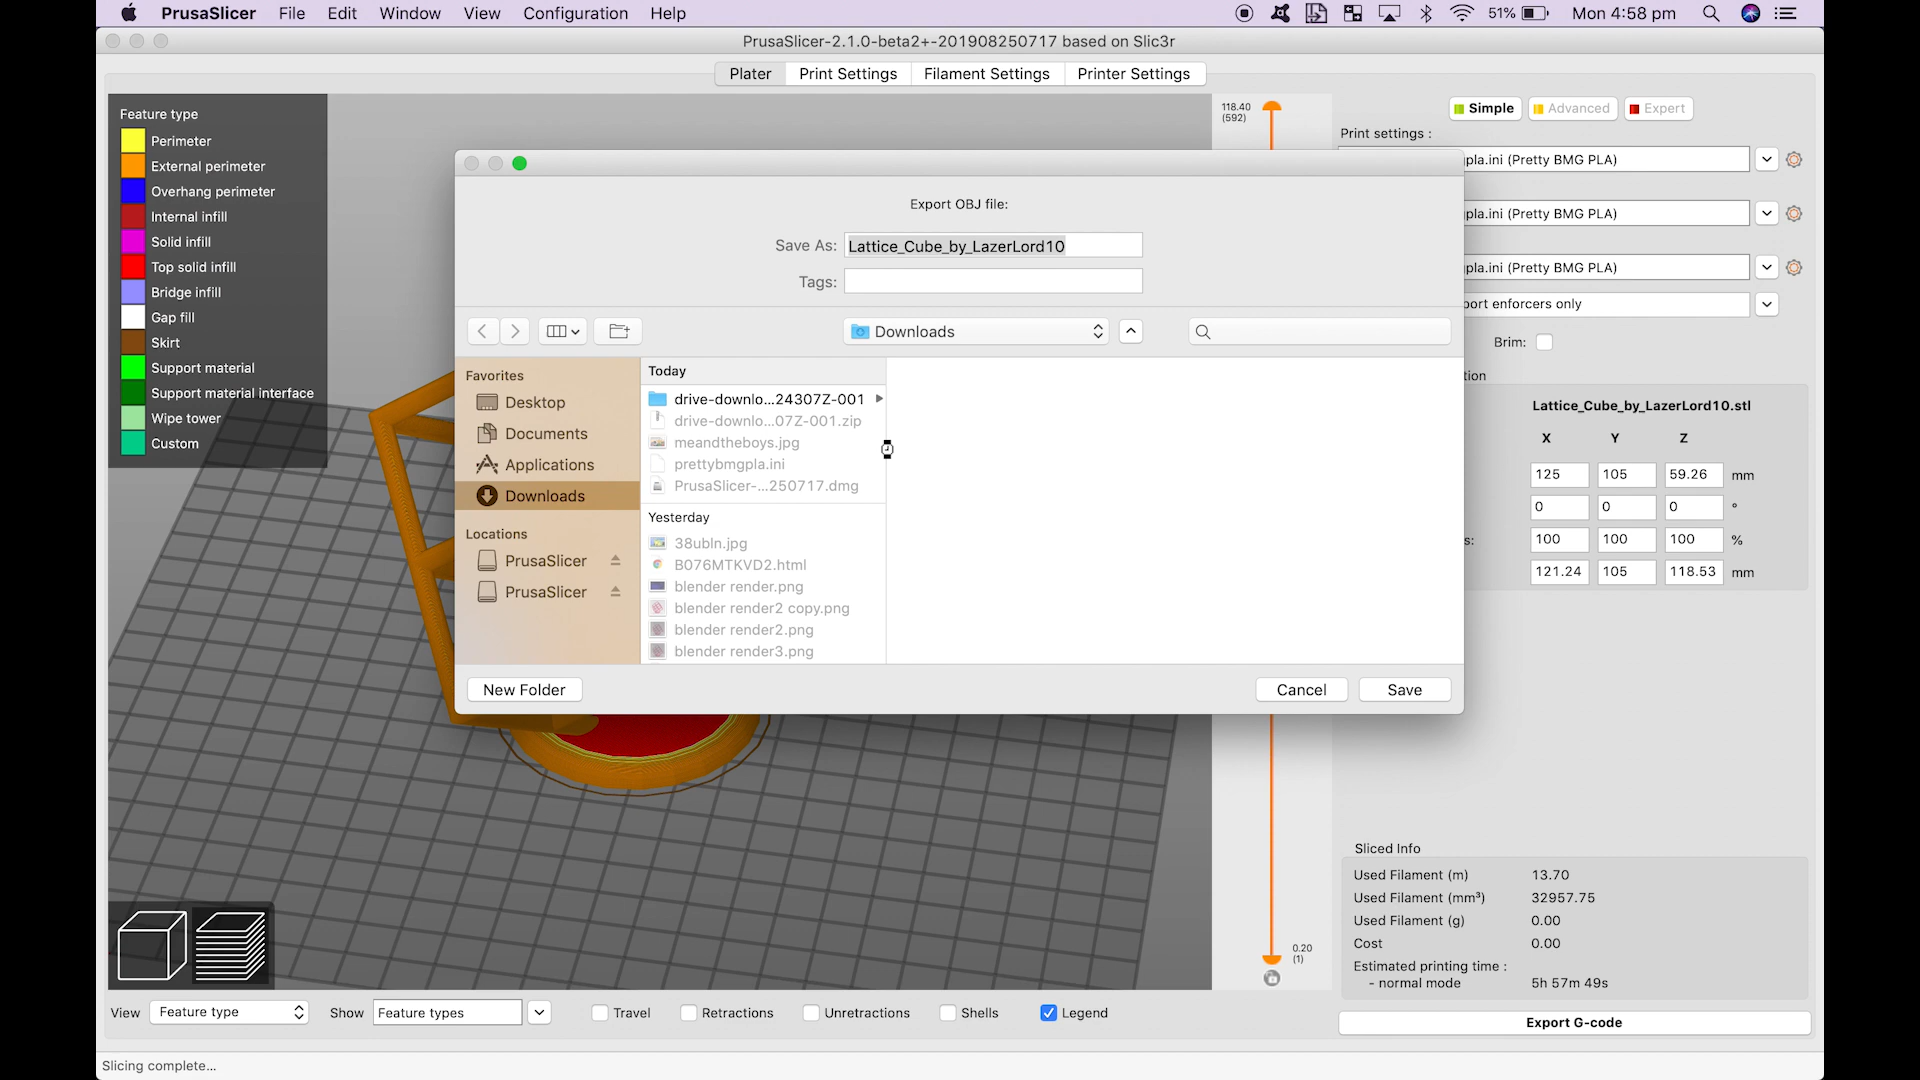 PrusaSlicer File Edit Window View Configuration Help 51% Mon 4:58 pm
PrusaSlicer-2.1.0-beta2+-201908250717 based on Slic3r
Plater Print Settings Filament Settings Printer Settings
Feature type
Perimeter
External perimeter
Overhang perimeter
Internal infill
Solid infill
Top solid infill
Bridge infill
Gap fill
Skirt
Support material
Support material interface
Wipe tower
Custom
118.40
(592)
Export OBJ file:
Save As: Lattice_Cube_by_LazerLord10
Tags:
Downloads
Favorites
Desktop
Documents
Applications
Downloads
Locations
PrusaSlicer
PrusaSlicer
Today
drive-downlo...24307Z-001
drive-downlo...07Z-001.zip
meandtheboys.jpg
prettybmgpla.ini
PrusaSlicer-...250717.dmg
Yesterday
38ubln.jpg
B076MTKVD2.html
blender render.png
blender render2 copy.png
blender render2.png
blender render3.png
New Folder Cancel Save
Simple Advanced Expert
Print settings :
pla.ini (Pretty BMG PLA)
pla.ini (Pretty BMG PLA)
pla.ini (Pretty BMG PLA)
port enforcers only
Brim:
tion
Lattice_Cube_by_LazerLord10.stl
X Y Z
125 105 59.26 mm
0 0 0 °
s: 100 100 100 %
121.24 105 118.53 mm
0.20
(1)
Sliced Info
Used Filament (m) 13.70
Used Filament (mm³) 32957.75
Used Filament (g) 0.00
Cost 0.00
Estimated printing time :
- normal mode 5h 57m 49s
Export G-code
View Feature type Show Feature types Travel Retractions Unretractions Shells Legend
Slicing complete...